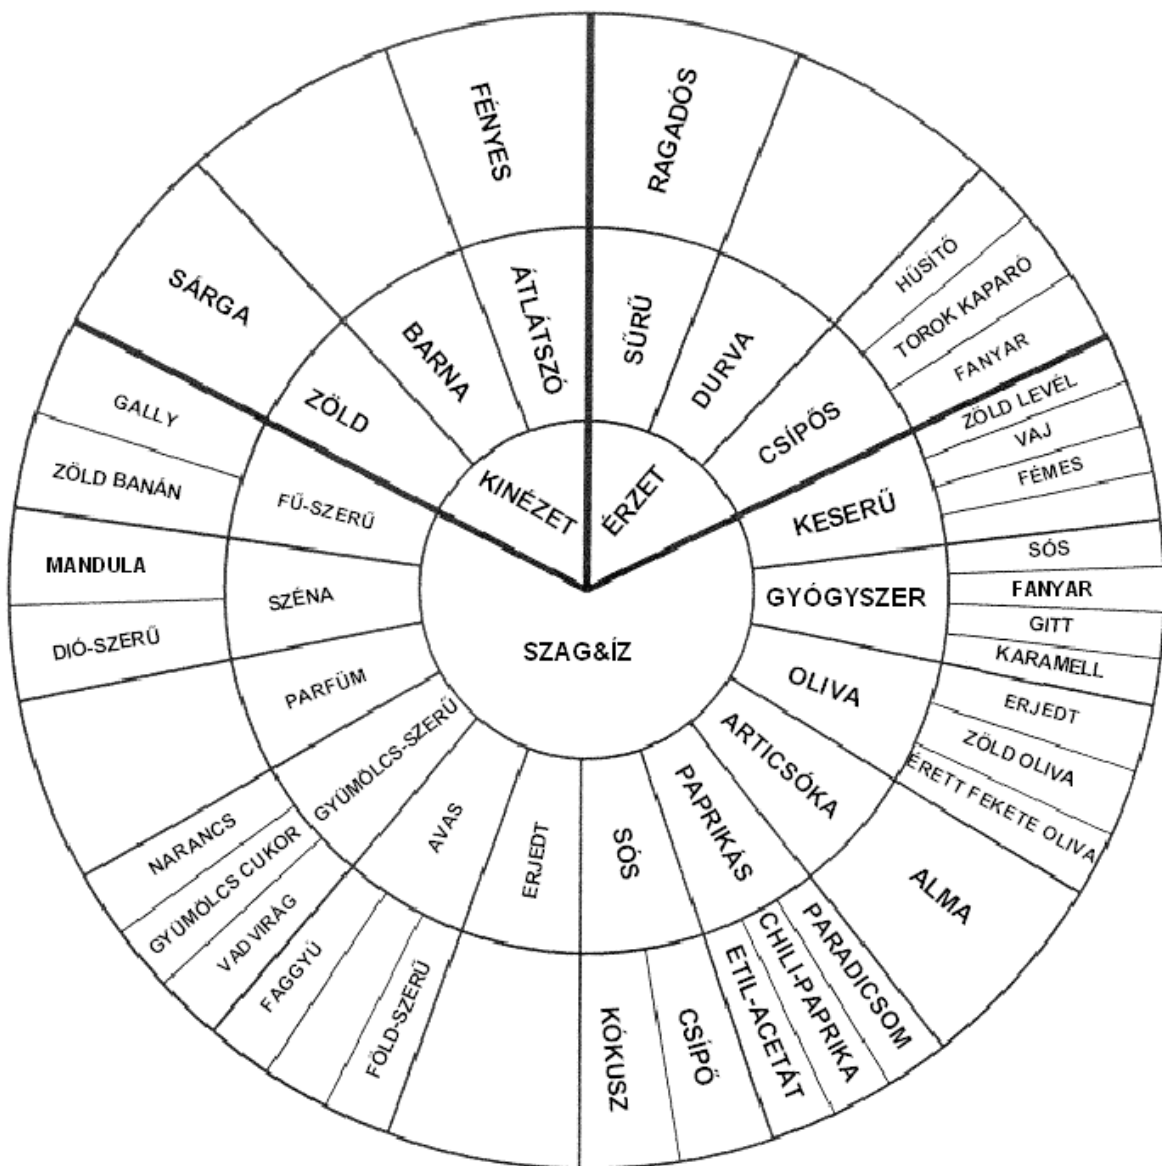 KINÉZET
ÉRZET
SZAG&ÍZ
ZÖLD
BARNA
ÁTLÁTSZÓ
SŰRŰ
DURVA
CSÍPŐS
KESERŰ
GYÓGYSZER
OLIVA
ARTICSÓKA
PAPRIKÁS
SÓS
ERJEDT
AVAS
GYÜMÖLCS-SZERŰ
PARFÜM
SZÉNA
FŰ-SZERŰ
SÁRGA
FÉNYES
RAGADÓS
HŰSÍTŐ
TOROK KAPARÓ
FANYAR
ZÖLD LEVÉL
VAJ
FÉMES
SÓS
FANYAR
GITT
KARAMELL
ERJEDT
ZÖLD OLIVA
ÉRETT FEKETE OLIVA
ALMA
PARADICSOM
CHILI-PAPRIKA
ETIL-ACETÁT
CSÍPŐ
KÓKUSZ
FÖLD-SZERŰ
FAGGYÚ
VADVIRÁG
GYÜMÖLCS CUKOR
NARANCS
DIÓ-SZERŰ
MANDULA
ZÖLD BANÁN
GALLY